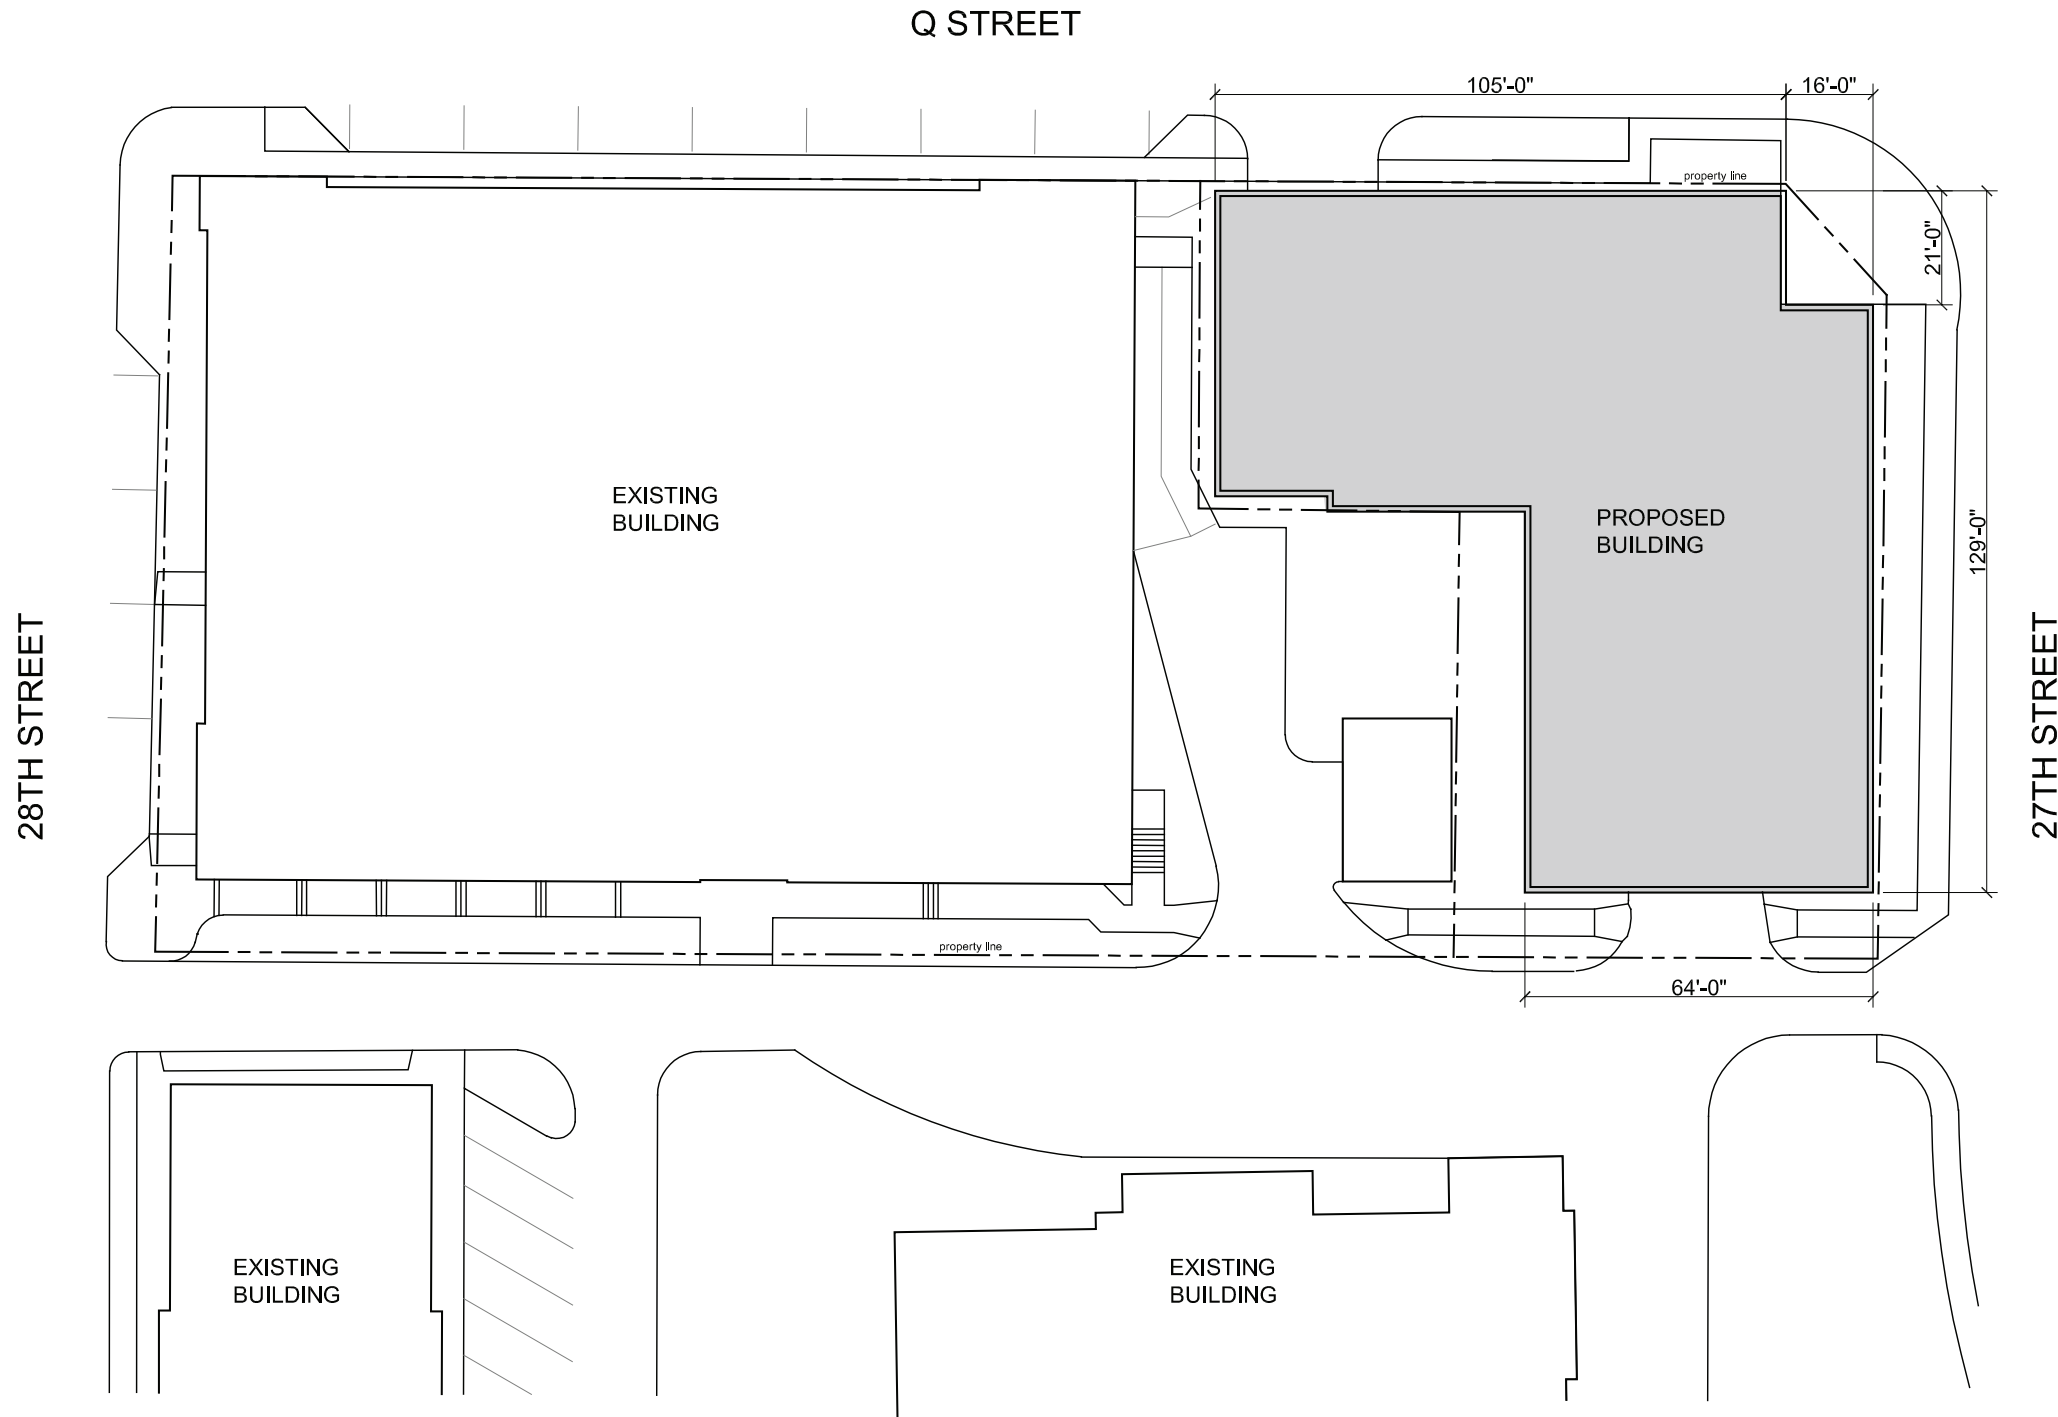 Q STREET
105'-0"
16'-0"
property line
21'-0"
EXISTING
BUILDING
PROPOSED
BUILDING
129'-0"
28TH STREET
27TH STREET
property line
64'-0"
EXISTING
BUILDING
EXISTING
BUILDING